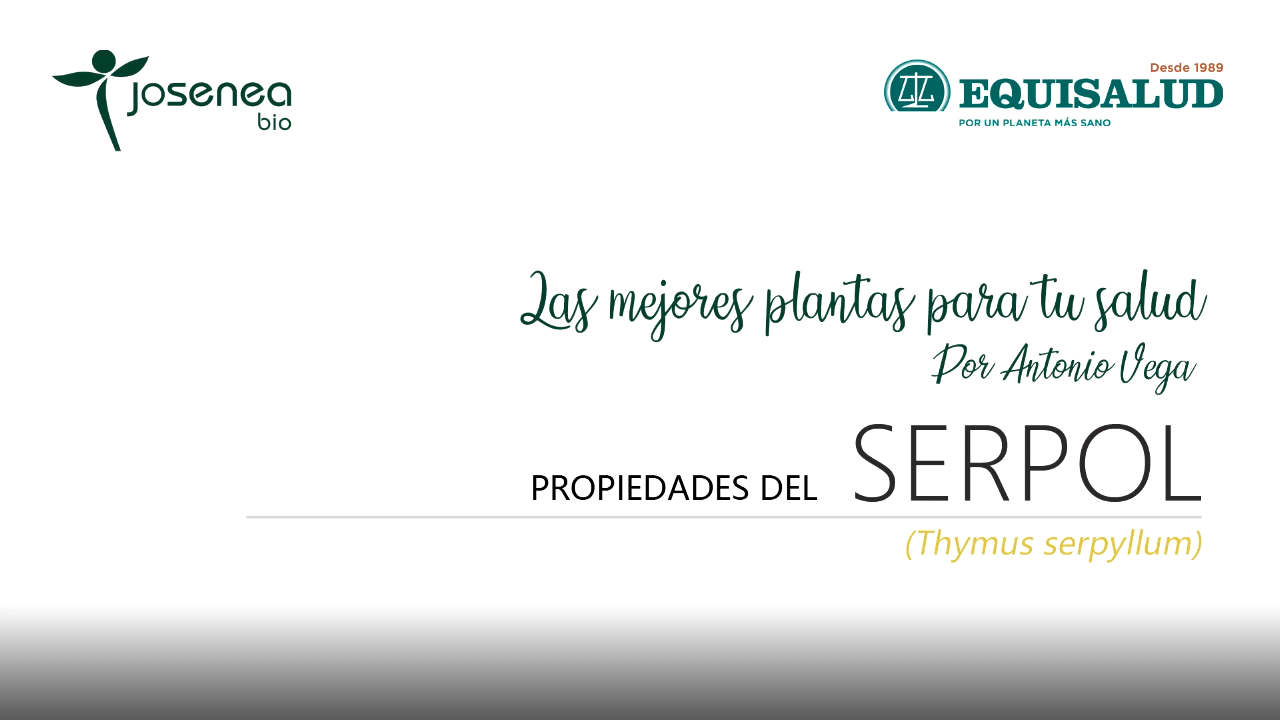 josenea
bio
Desde 1989
EQUISALUD
POR UN PLANETA MÁS SANO
Las mejores plantas para tu salud
Por Antonio Vega
PROPIEDADES DEL SERPOL
(Thymus serpyllum)